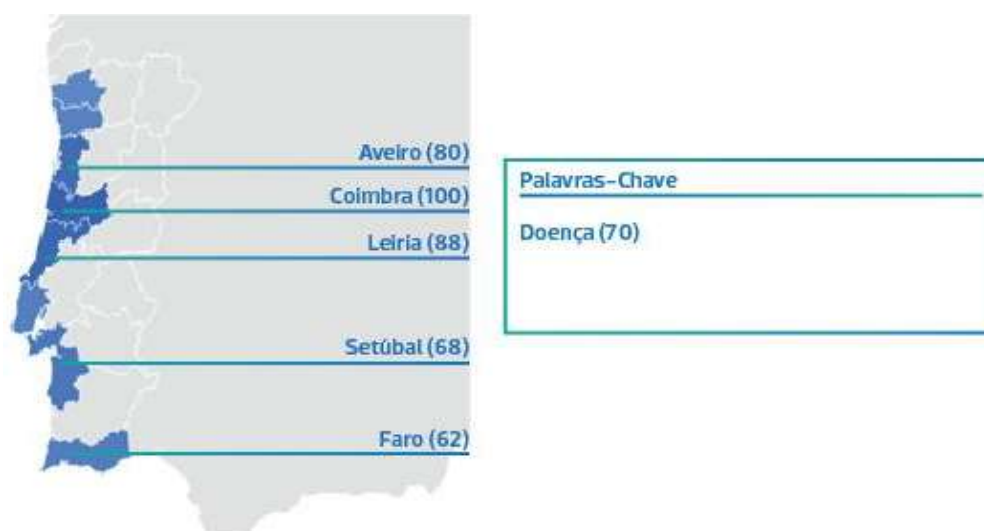 Aveiro (80)
Coimbra (100)
Leiria (88)
Setúbal (68)
Faro (62)
Palavras-Chave
Doença (70)